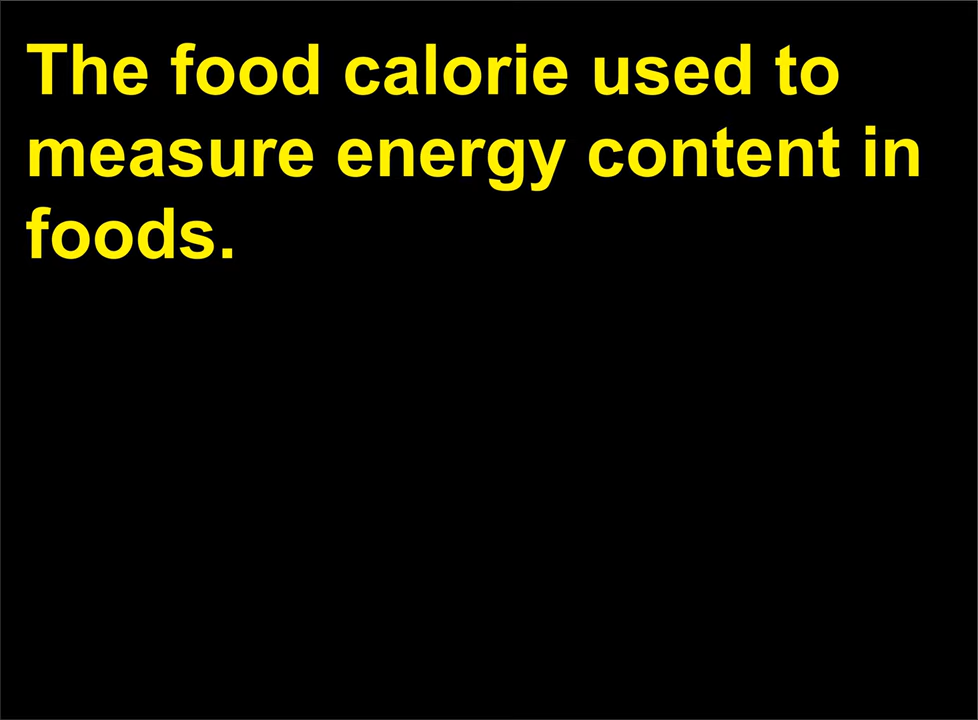 The food calorie used to
measure energy content in
foods.